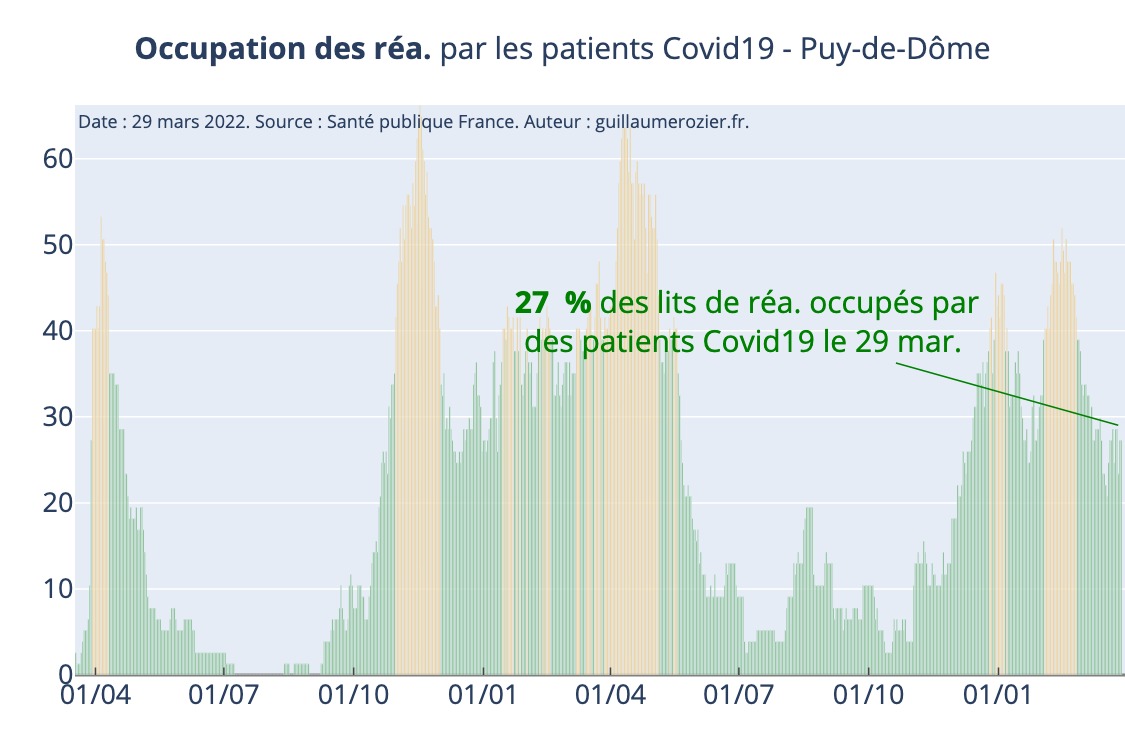 Occupation des réa. par les patients Covid19 - Puy-de-Dôme
Date : 29 mars 2022. Source : Santé publique France. Auteur : guillaumerozier.fr.
60
50
27 % des lits de réa. occupés par
des patients Covid19 le 29 mar.
40
30
20
10
0
01/04 01/07 01/10 01/01 01/04 01/07 01/10 01/01